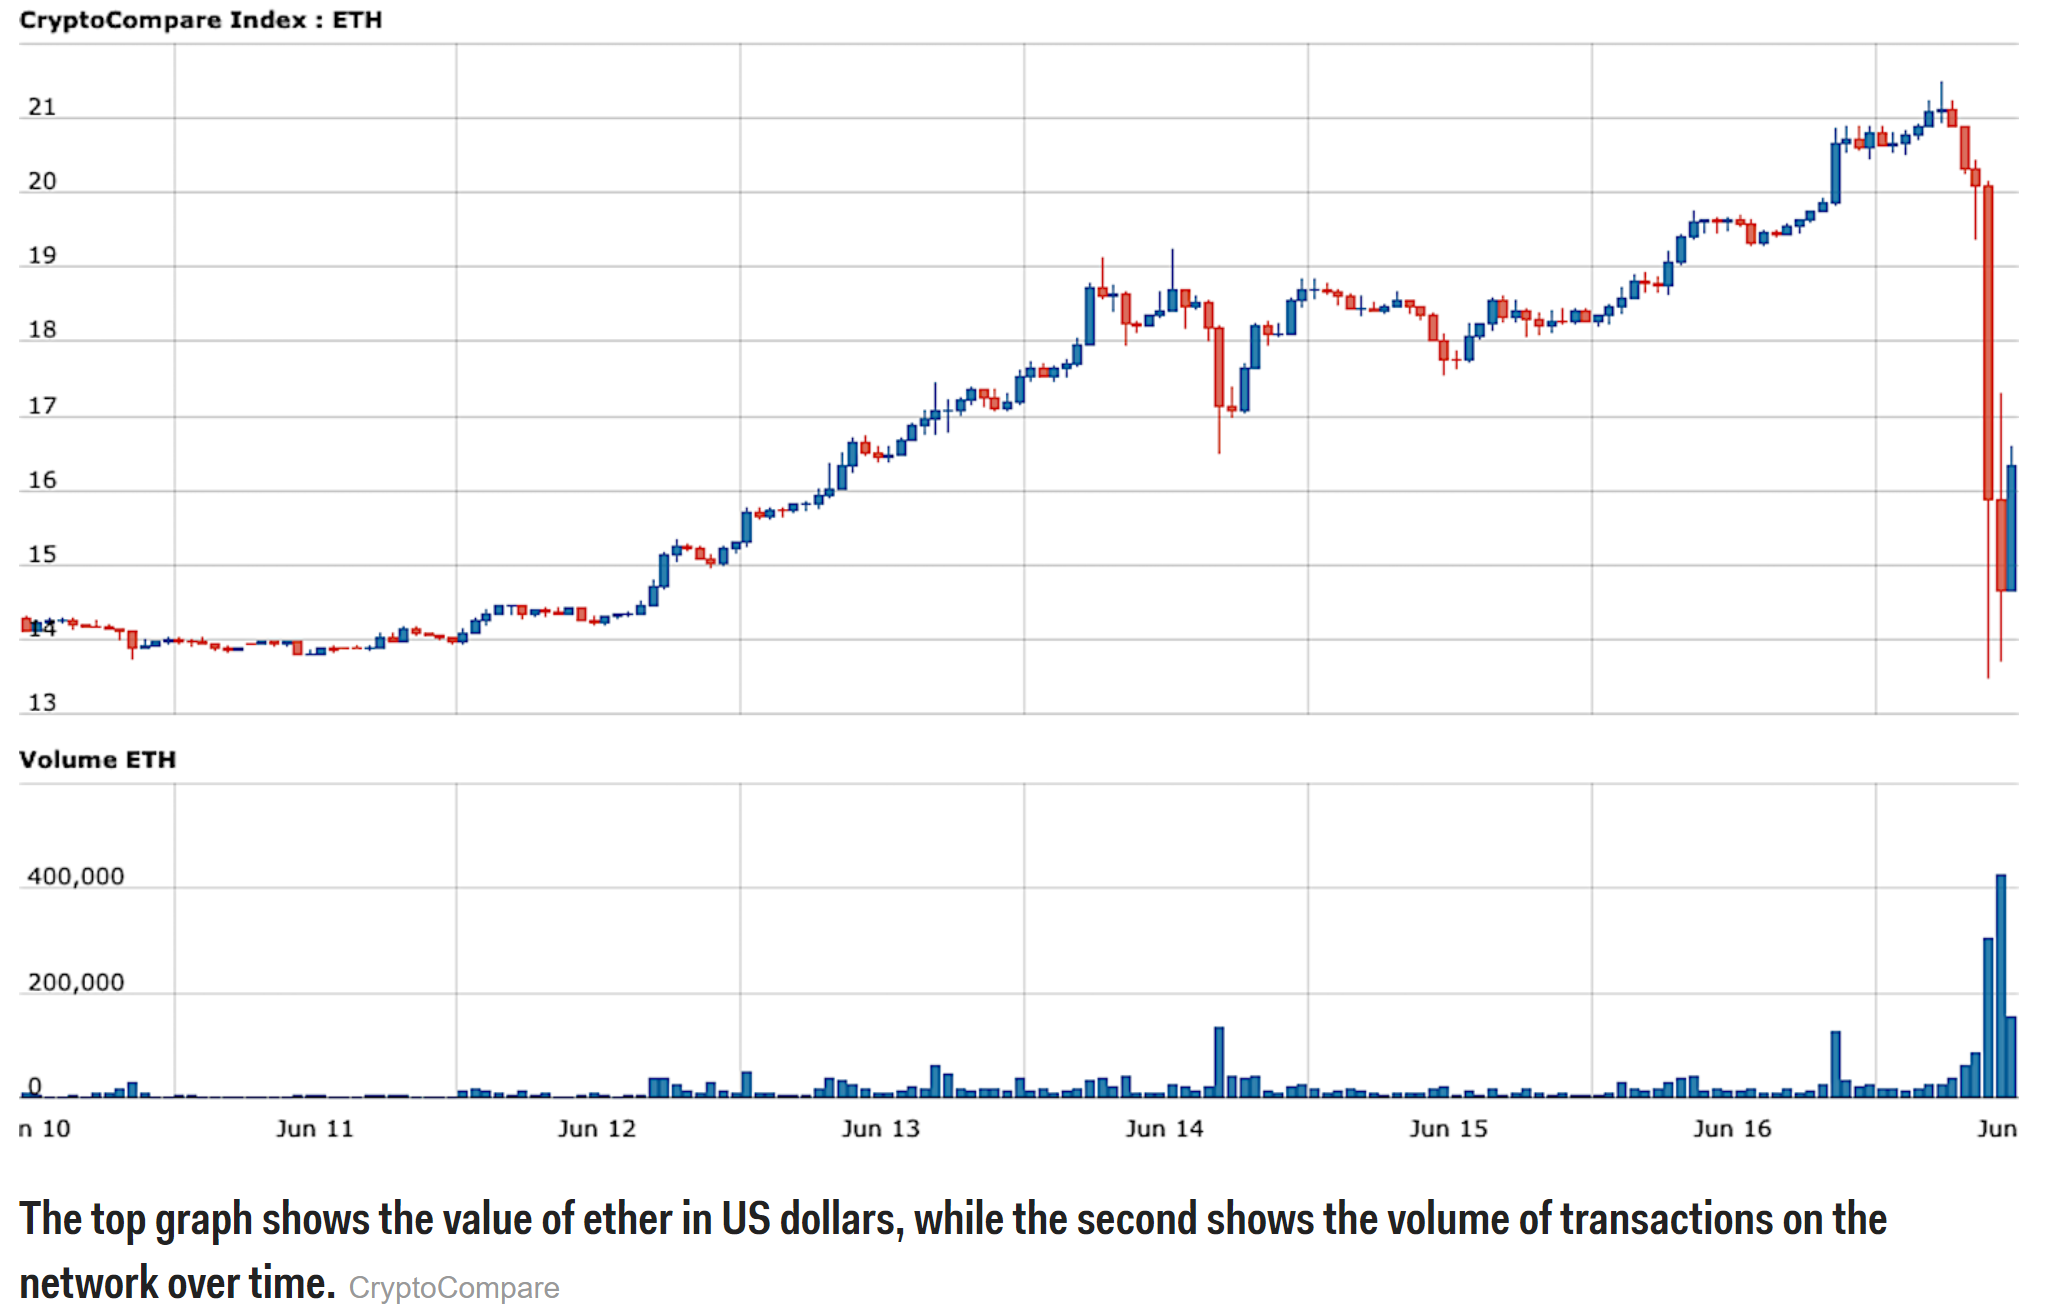 CryptoCompare Index : ETH
21
20
19
18
17
16
15
14
13
Volume ETH
400,000
200,000
0
n 10 Jun 11 Jun 12 Jun 13 Jun 14 Jun 15 Jun 16 Jun
The top graph shows the value of ether in US dollars, while the second shows the volume of transactions on the
network over time. CryptoCompare